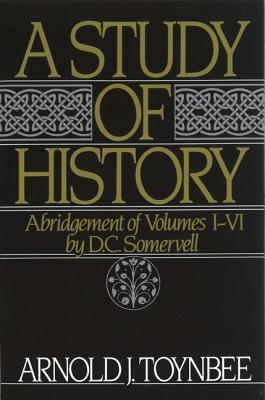 A STUDY
OF
HISTORY
Abridgement of Volumes I–VI
by D.C. Somervell
ARNOLD J. TOYNBEE